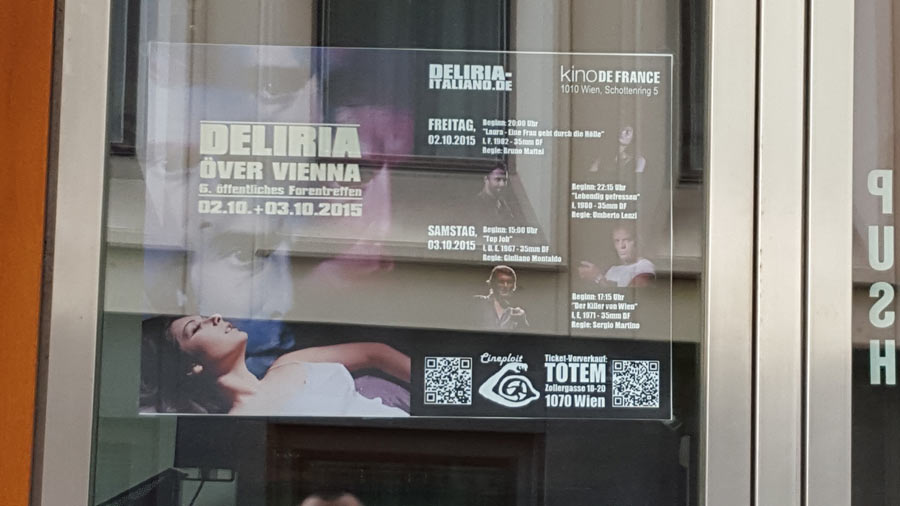 DELIRIA-
ITALIANO.DE
kino DE FRANCE
1010 Wien, Schottenring 5
DELIRIA
ÖVER VIENNA
6. öffentliches Forentreffen
02.10.+03.10.2015
FREITAG,
02.10.2015
Beginn: 20:00 Uhr
"Laura - Eine Frau geht durch die Hölle"
I, F, 1982 - 35mm DF
Regie: Bruno Mattei
Beginn: 22:15 Uhr
"Lebendig gefressen"
I, 1980 - 35mm DF
Regie: Umberto Lenzi
SAMSTAG,
03.10.2015
Beginn: 15:00 Uhr
"Top Job"
I, D, E, 1967 - 35mm DF
Regie: Giuliano Montaldo
Beginn: 17:15 Uhr
"Der Killer von Wien"
I, E, 1971 - 35mm DF
Regie: Sergio Martino
Cineploit
Ticket-Vorverkauf:
TOTEM
Zollergasse 18-20
1070 Wien
PUSH